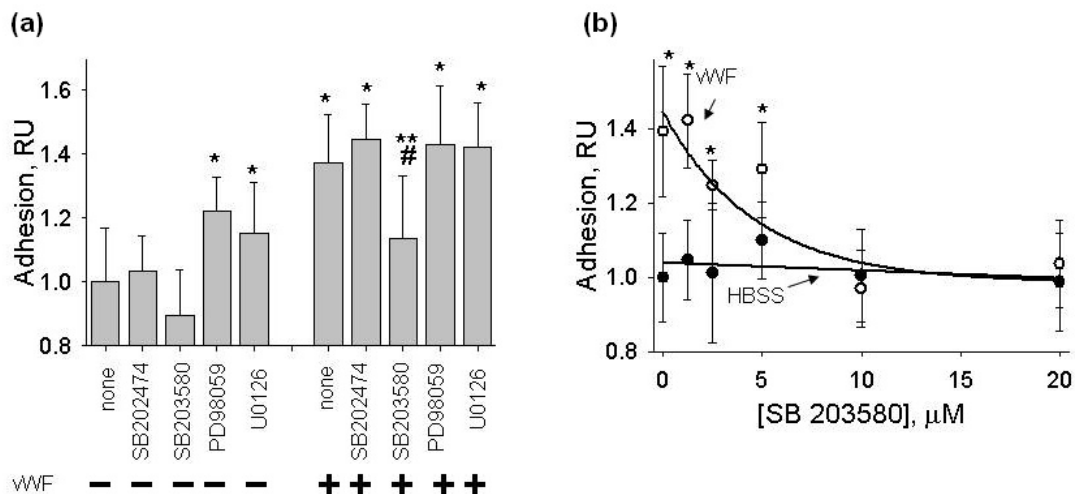 (a)
Adhesion, RU
1.6
1.4
1.2
1.0
0.8
* * * * ** # * *
none
SB202474
SB203580
PD98059
U0126
none
SB202474
SB203580
PD98059
U0126
vWF − − − − − + + + + +
(b)
Adhesion, RU
1.4
1.2
1.0
0.8
* * * *
vWF
HBSS
0 5 10 15 20
[SB 203580], μM